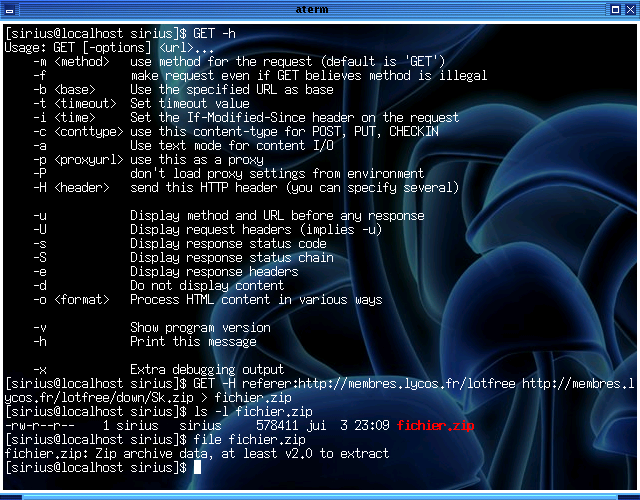 aterm
[sirius@localhost sirius]$ GET -h
Usage: GET [-options] <url>...
    -m <method>   use method for the request (default is 'GET')
    -f            make request even if GET believes method is illegal
    -b <base>     Use the specified URL as base
    -t <timeout>  Set timeout value
    -i <time>     Set the If-Modified-Since header on the request
    -c <conttype> use this content-type for POST, PUT, CHECKIN
    -a            Use text mode for content I/O
    -p <proxyurl> use this as a proxy
    -P            don't load proxy settings from environment
    -H <header>   send this HTTP header (you can specify several)
    -u            Display method and URL before any response
    -U            Display request headers (implies -u)
    -s            Display response status code
    -S            Display response status chain
    -e            Display response headers
    -d            Do not display content
    -o <format>   Process HTML content in various ways
    -v            Show program version
    -h            Print this message
    -x            Extra debugging output
[sirius@localhost sirius]$ GET -H referer:http://membres.lycos.fr/lotfree http://membres.l
ycos.fr/lotfree/down/Sk.zip > fichier.zip
[sirius@localhost sirius]$ ls -l fichier.zip
-rw-r--r--    1 sirius   sirius     578411 jui  3 23:09 fichier.zip
[sirius@localhost sirius]$ file fichier.zip
fichier.zip: Zip archive data, at least v2.0 to extract
[sirius@localhost sirius]$